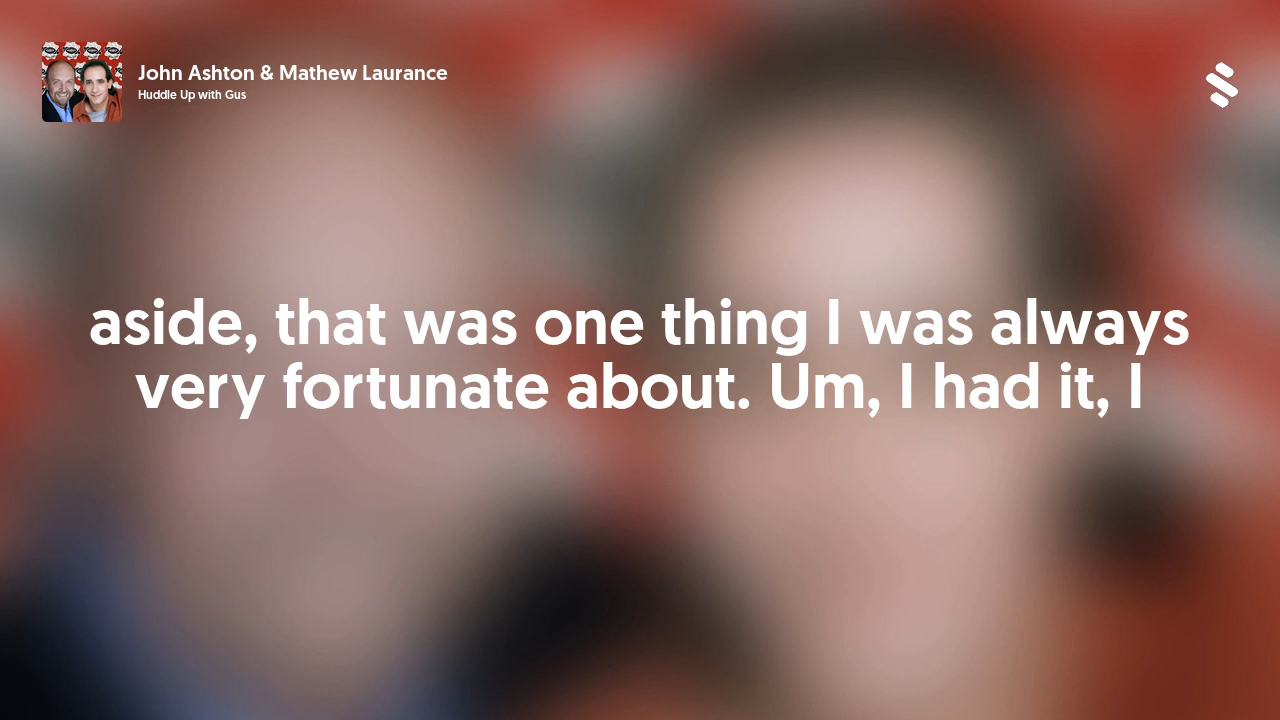 John Ashton & Mathew Laurance
Huddle Up with Gus
aside, that was one thing I was always
very fortunate about. Um, I had it, I